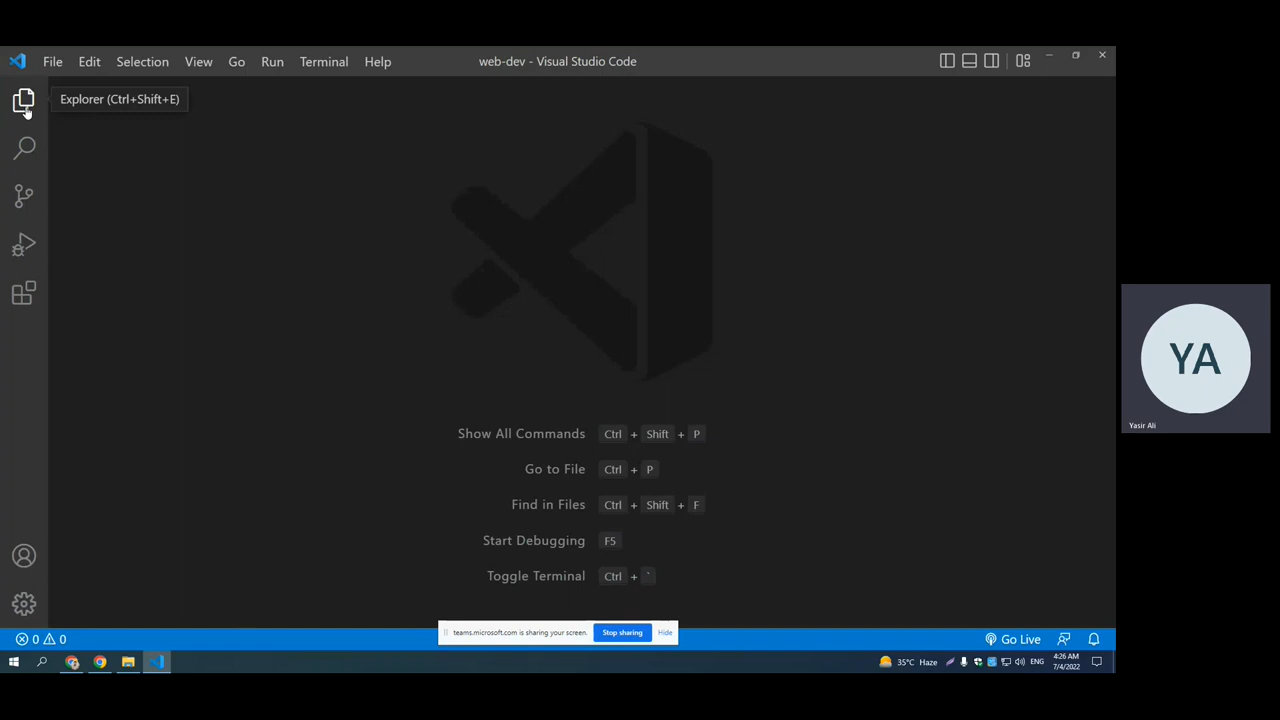 File Edit Selection View Go Run Terminal Help
web-dev - Visual Studio Code
Explorer (Ctrl+Shift+E)
Show All Commands Ctrl + Shift + P
Go to File Ctrl + P
Find in Files Ctrl + Shift + F
Start Debugging F5
Toggle Terminal Ctrl + `
YA
Yasir Ali
teams.microsoft.com is sharing your screen. Stop sharing Hide
0 0
Go Live
35°C Haze
ENG
4:26 AM
7/4/2022